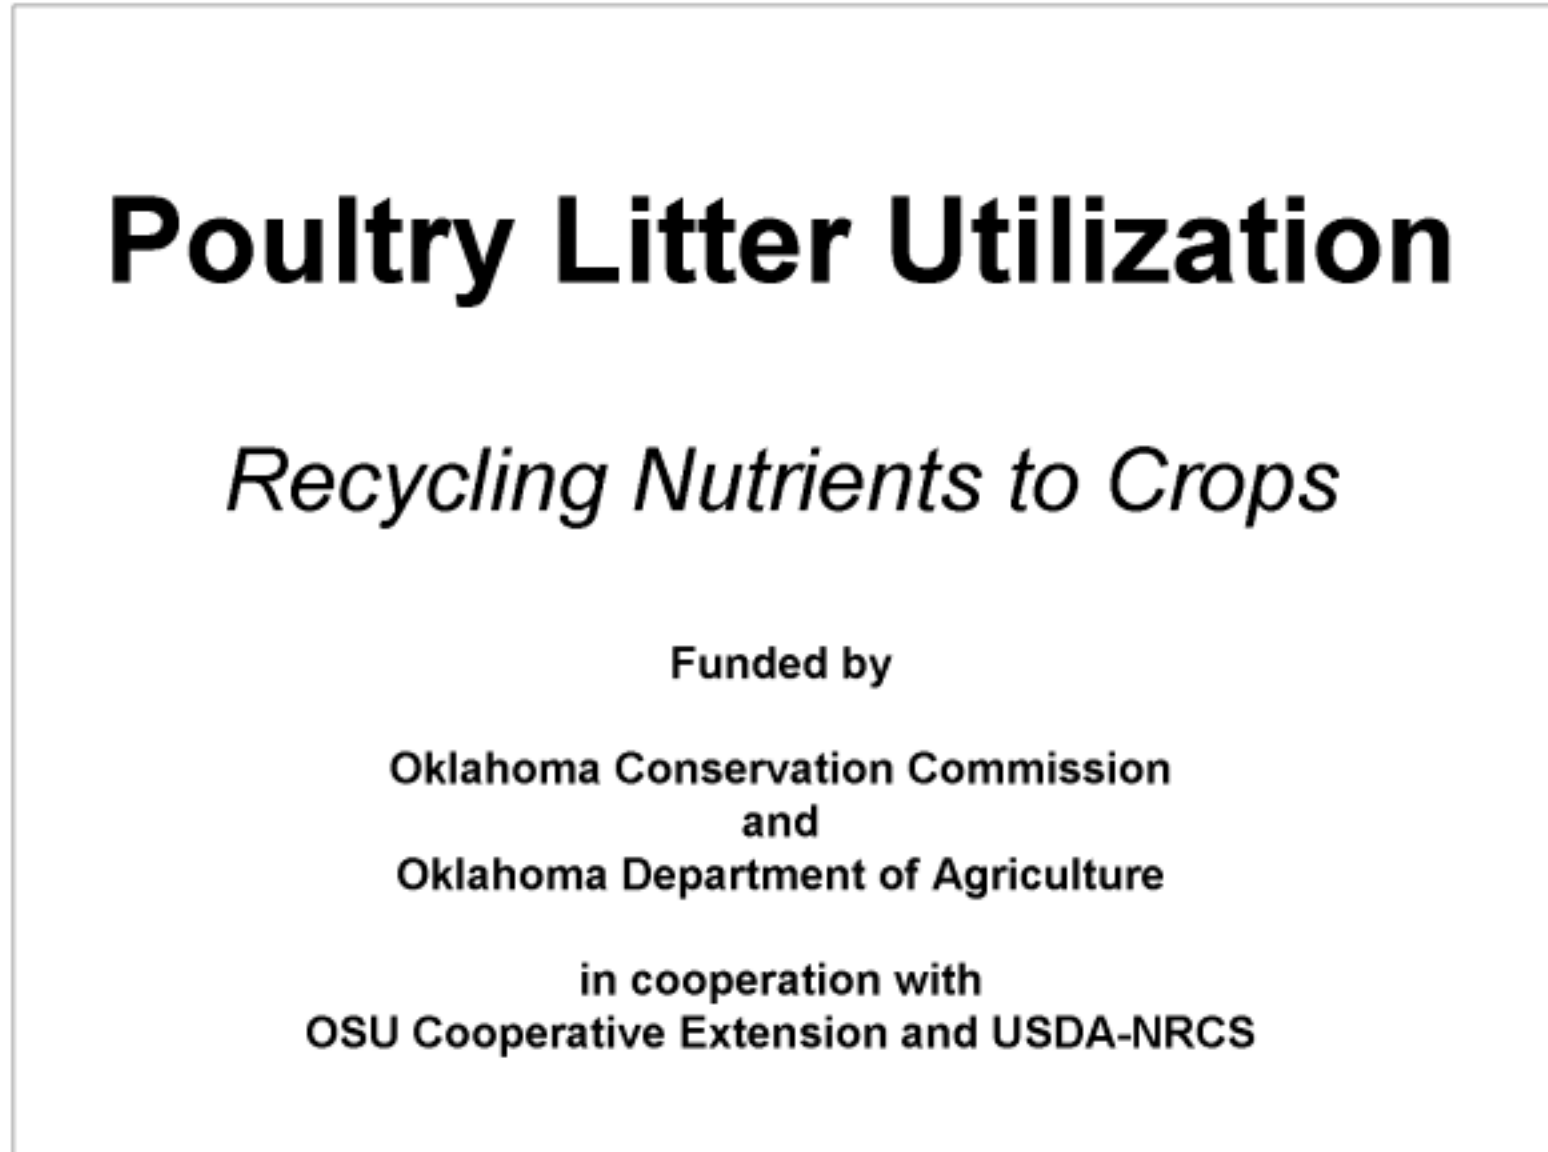 Poultry Litter Utilization
Recycling Nutrients to Crops
Funded by
Oklahoma Conservation Commission
and
Oklahoma Department of Agriculture
in cooperation with
OSU Cooperative Extension and USDA-NRCS